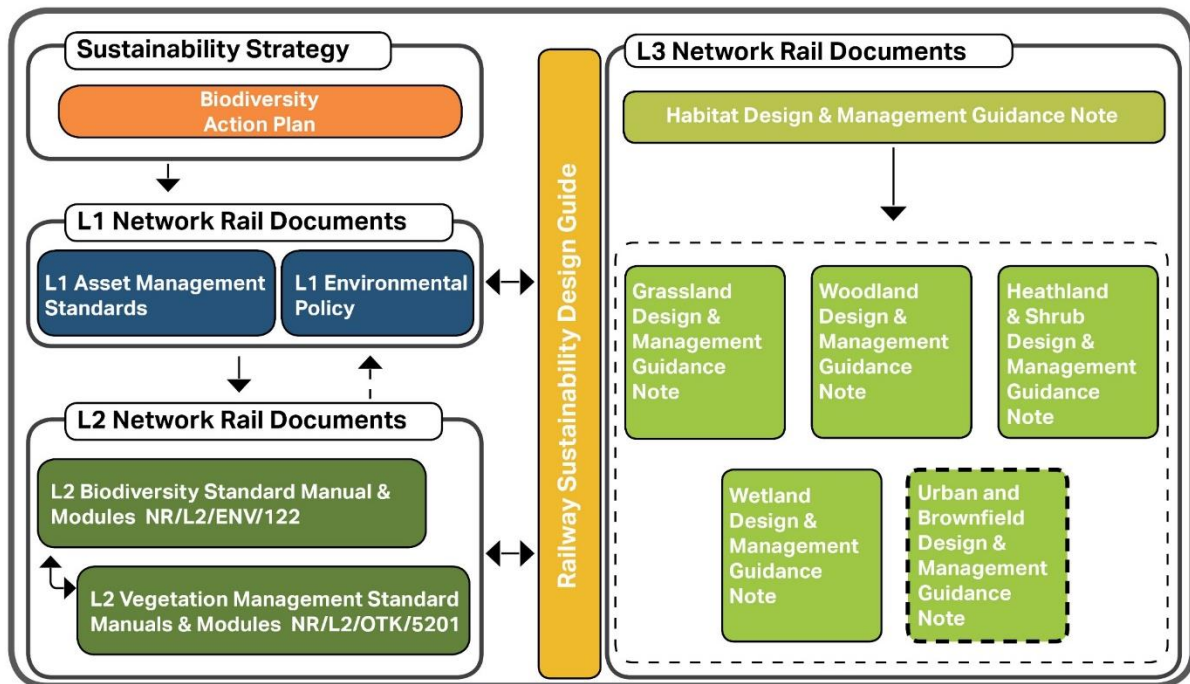 Sustainability Strategy
Biodiversity
Action Plan
L1 Network Rail Documents
L1 Asset Management
Standards
L1 Environmental
Policy
L2 Network Rail Documents
L2 Biodiversity Standard Manual &
Modules NR/L2/ENV/122
L2 Vegetation Management Standard
Manuals & Modules NR/L2/OTK/5201
Railway Sustainability Design Guide
L3 Network Rail Documents
Habitat Design & Management Guidance Note
Grassland
Design &
Management
Guidance
Note
Woodland
Design &
Management
Guidance
Note
Heathland
& Shrub
Design &
Management
Guidance
Note
Wetland
Design &
Management
Guidance
Note
Urban and
Brownfield
Design &
Management
Guidance
Note